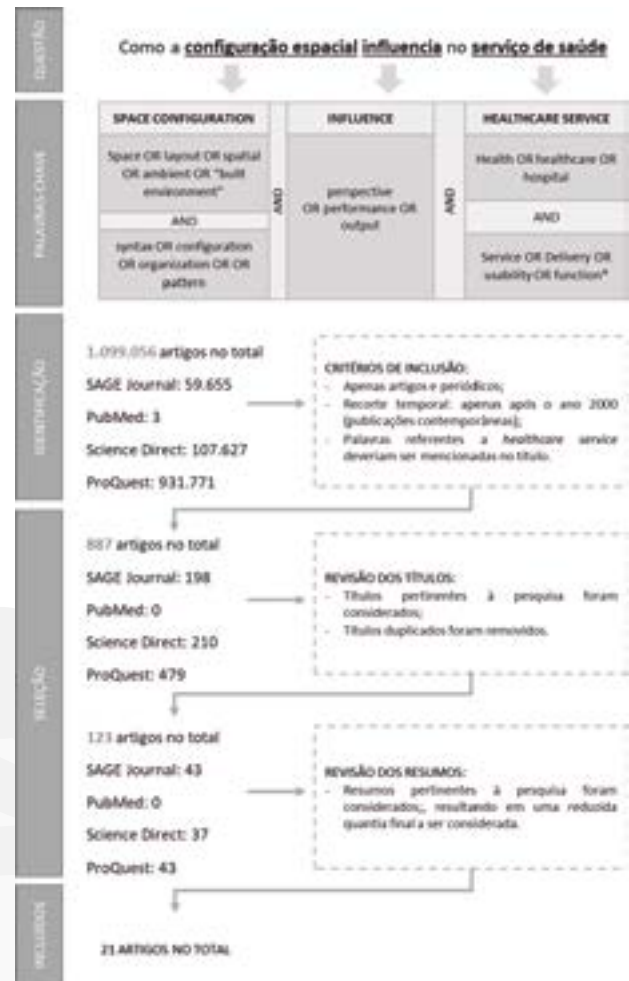 QUESTÃO
Como a configuração espacial influencia no serviço de saúde
PALAVRAS-CHAVE
SPACE CONFIGURATION
Space OR layout OR spatial
OR ambient OR "built
environment"
AND
syntax OR configuration
OR organization OR OR
pattern
AND
INFLUENCE
perspective
OR performance OR
output
AND
HEALTHCARE SERVICE
Health OR healthcare OR
hospital
AND
Service OR Delivery OR
usability OR function*
IDENTIFICAÇÃO
1.099.056 artigos no total
SAGE Journal: 59.655
PubMed: 3
Science Direct: 107.627
ProQuest: 931.771
CRITÉRIOS DE INCLUSÃO:
- Apenas artigos e periódicos;
- Recorte temporal: apenas após o ano 2000
(publicações contemporâneas);
- Palavras referentes a healthcare service
deveriam ser mencionadas no título.
SELEÇÃO
887 artigos no total
SAGE Journal: 198
PubMed: 0
Science Direct: 210
ProQuest: 479
REVISÃO DOS TÍTULOS:
- Títulos pertinentes à pesquisa foram
considerados;
- Títulos duplicados foram removidos.
123 artigos no total
SAGE Journal: 43
PubMed: 0
Science Direct: 37
ProQuest: 43
REVISÃO DOS RESUMOS:
- Resumos pertinentes à pesquisa foram
considerados;, resultando em uma reduzida
quantia final a ser considerada.
INCLUÍDOS
21 ARTIGOS NO TOTAL